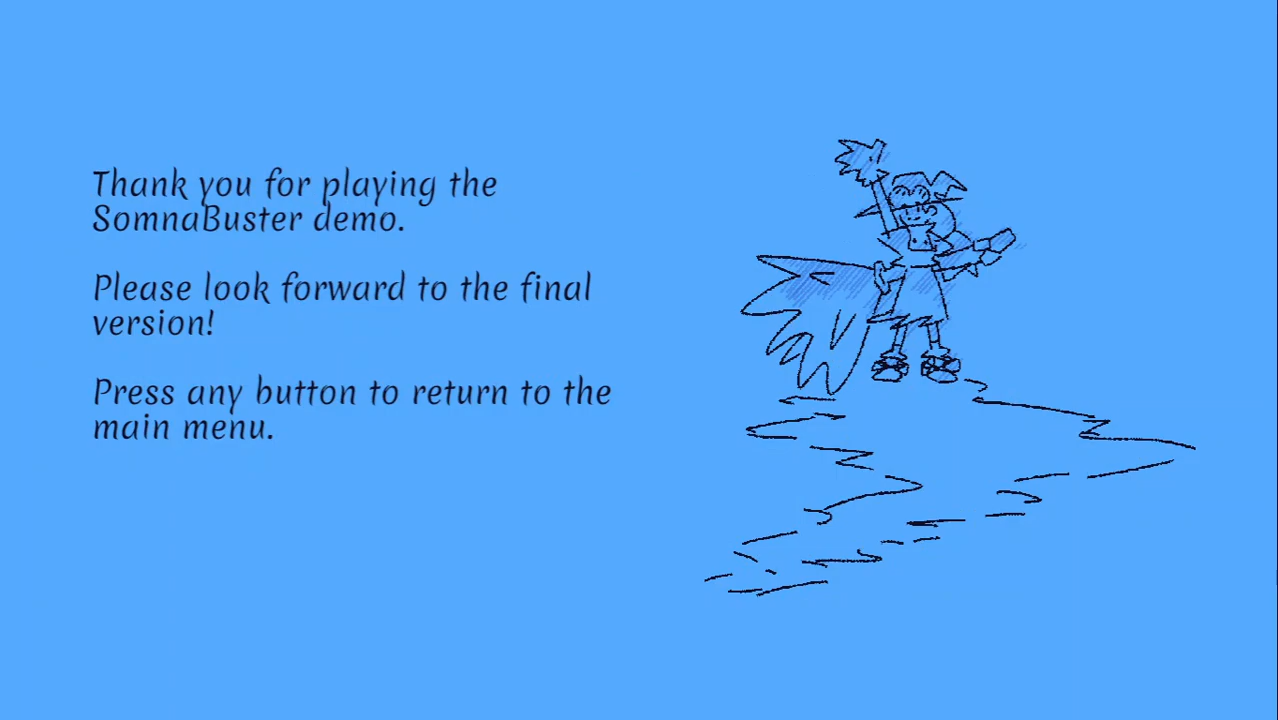 Thank you for playing the
SomnaBuster demo.
Please look forward to the final
version!
Press any button to return to the
main menu.